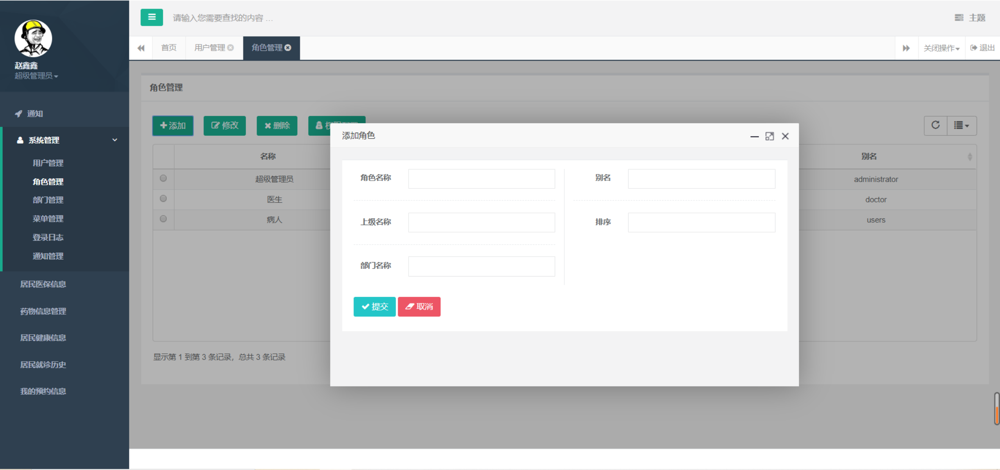 请输入您需要查找的内容 ...
主题
首页
用户管理
角色管理
关闭操作
退出
赵鑫鑫
超级管理员
通知
系统管理
用户管理
角色管理
部门管理
菜单管理
登录日志
通知管理
居民医保信息
药物信息管理
居民健康信息
居民就诊历史
我的预约信息
角色管理
添加
修改
删除
名称
别名
超级管理员
administrator
医生
doctor
病人
users
显示第 1 到第 3 条记录，总共 3 条记录
添加角色
角色名称
别名
上级名称
排序
部门名称
提交
取消